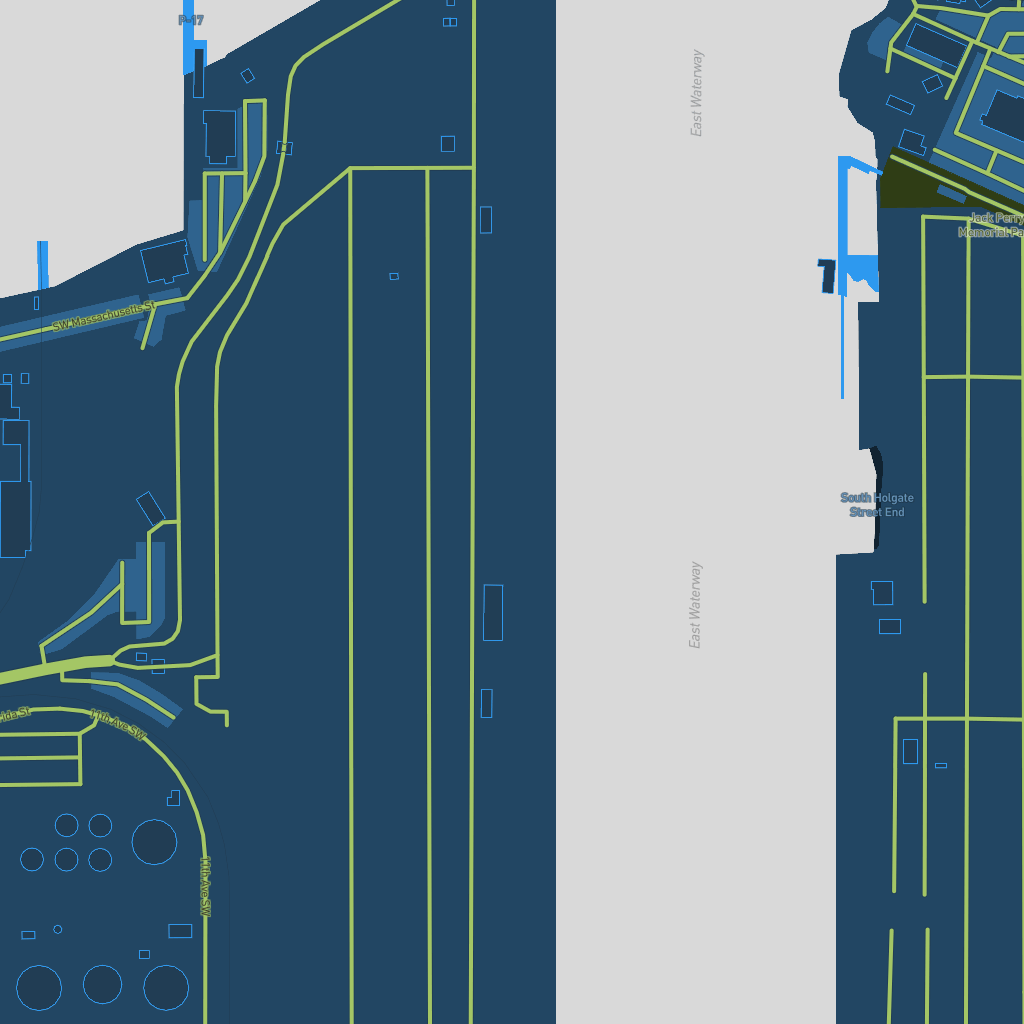 P-17
East Waterway
Jack Perry
Memorial Pa
SW Massachusetts St
South Holgate
Street End
East Waterway
rida St
11th Ave SW
11th Ave SW